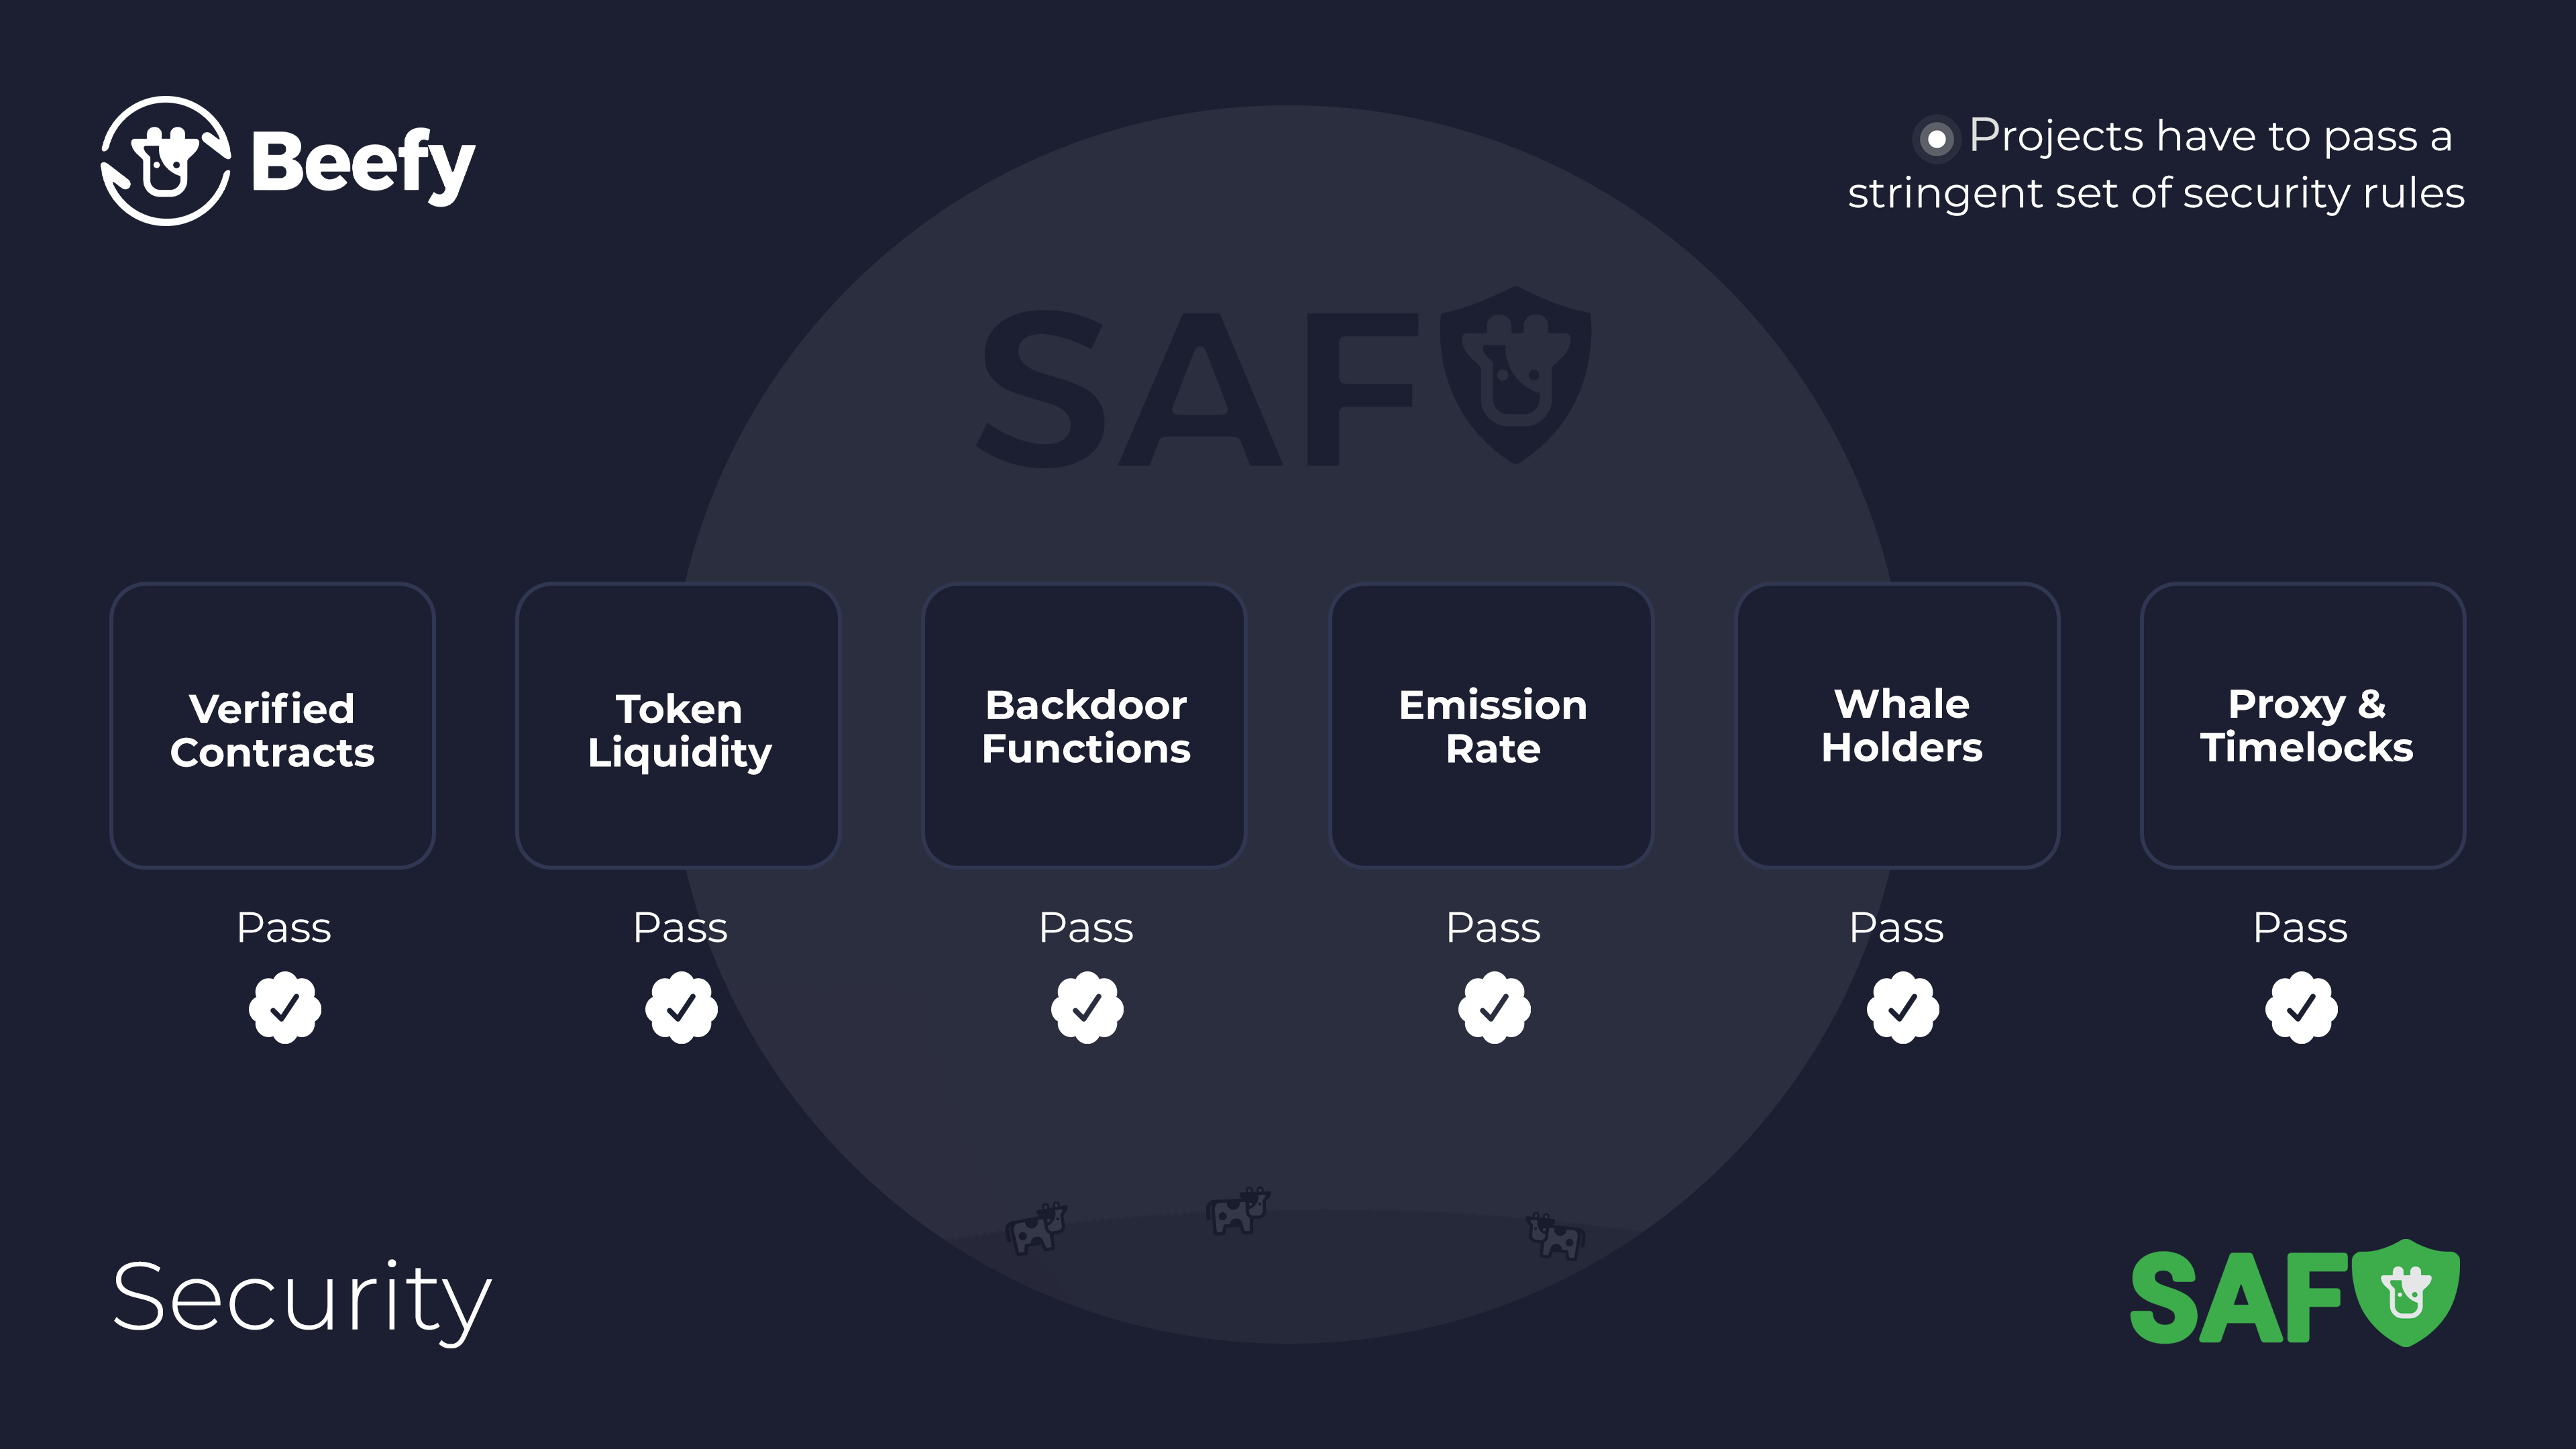 Beefy
Projects have to pass a
stringent set of security rules
SAF
Verified
Contracts
Token
Liquidity
Backdoor
Functions
Emission
Rate
Whale
Holders
Proxy &
Timelocks
Pass
Pass
Pass
Pass
Pass
Pass
Security
SAF